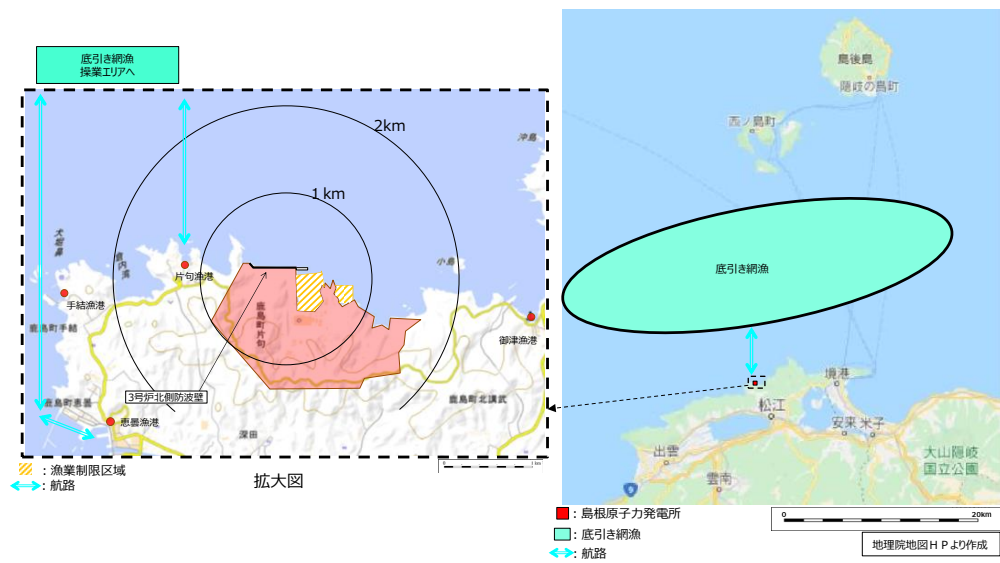 底引き網漁
操業エリアへ
2km
1km
沖島
小島
大堀鼻
倉内湾
片句漁港
手結漁港
御津漁港
鹿島町手結
鹿島町片句
3号炉北側防波壁
鹿島町恵曇
恵曇漁港
深田
鹿島町北講武
:漁業制限区域
:航路
拡大図
島後島
隠岐の島町
西ノ島町
底引き網漁
境港
松江
安来
米子
出雲
雲南
大山隠岐
国立公園
9
:島根原子力発電所
:底引き網漁
:航路
0
20km
地理院地図HPより作成